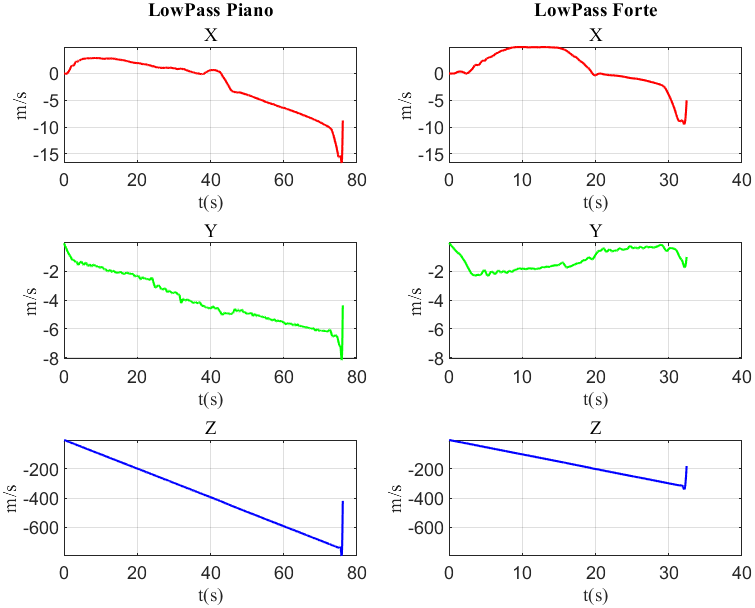 LowPass Piano
X
m/s
0
-5
-10
-15
0 20 40 60 80
t(s)
LowPass Forte
X
m/s
0
-5
-10
-15
0 10 20 30 40
t(s)
Y
m/s
-2
-4
-6
-8
0 20 40 60 80
t(s)
Y
m/s
-2
-4
-6
-8
0 10 20 30 40
t(s)
Z
m/s
-200
-400
-600
0 20 40 60 80
t(s)
Z
m/s
-200
-400
-600
0 10 20 30 40
t(s)